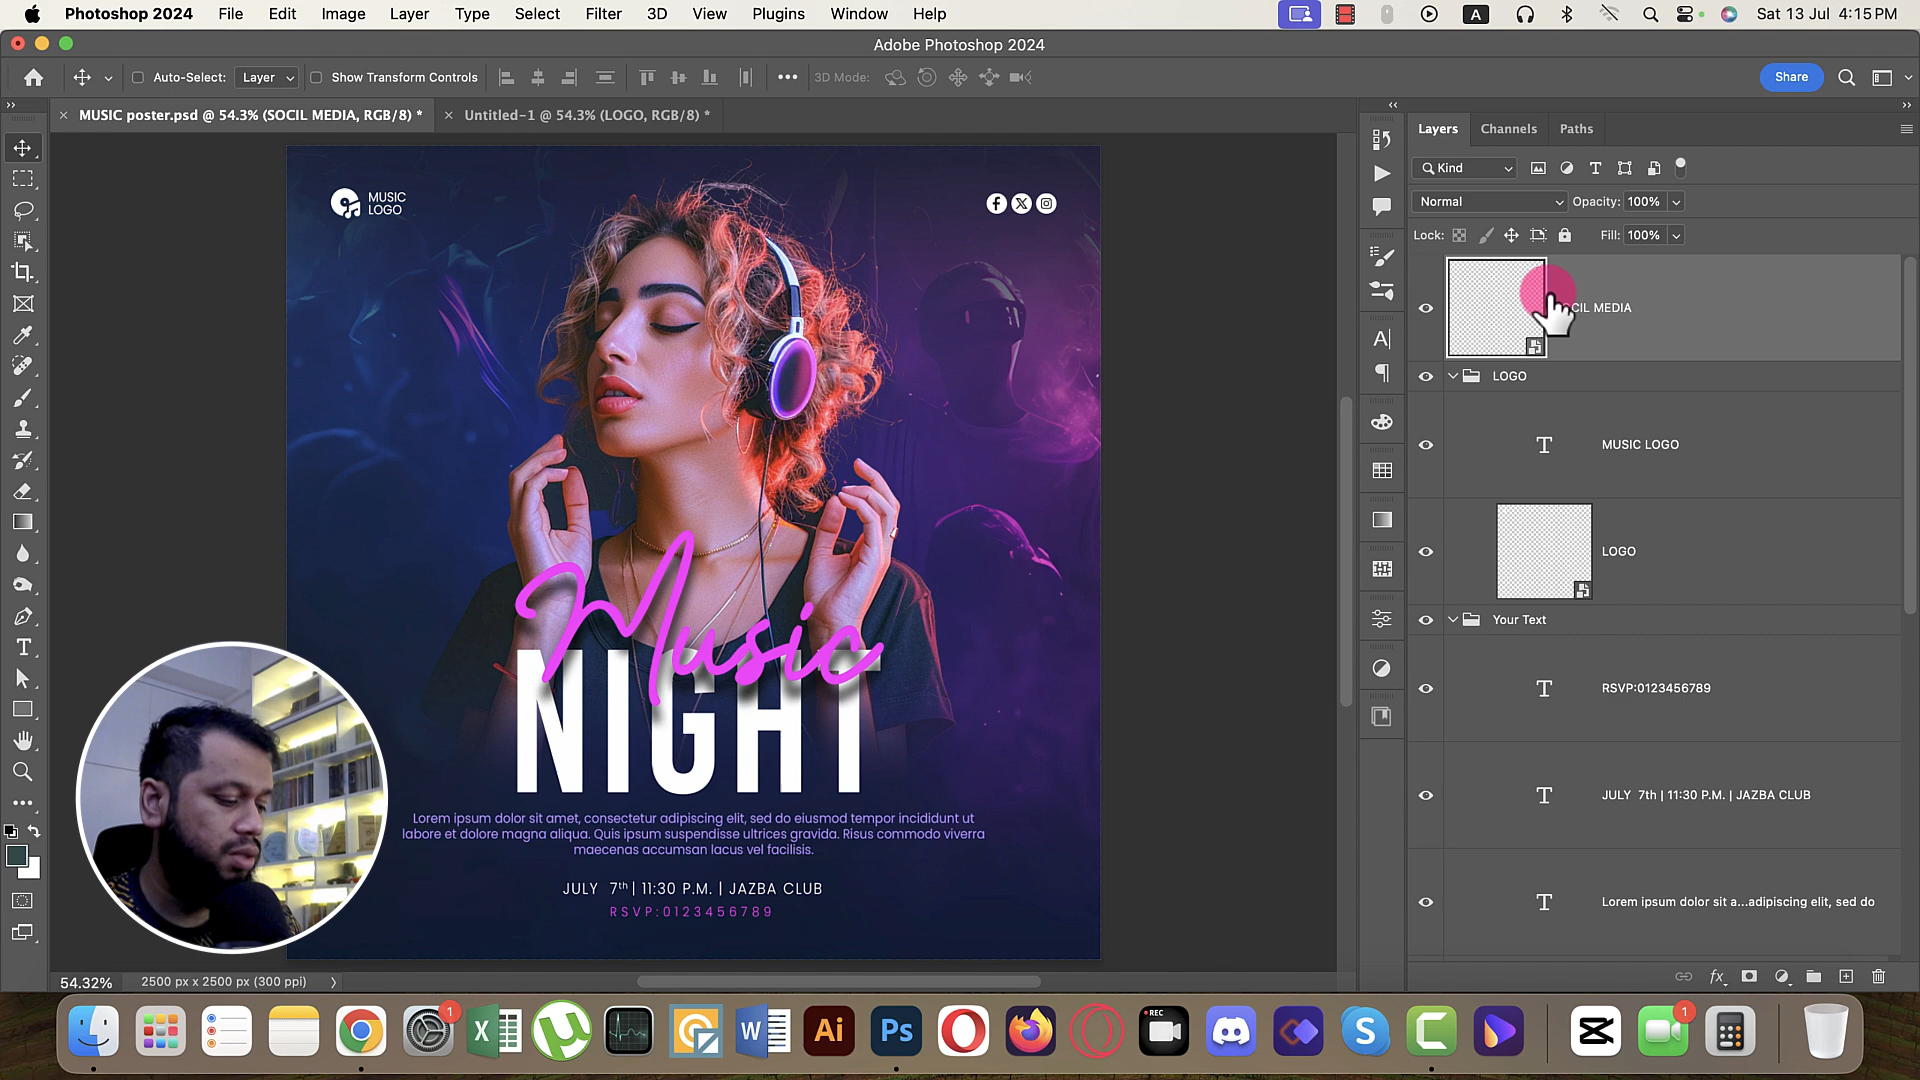 Photoshop 2024 File Edit Image Layer Type Select Filter 3D View Plugins Window Help A Sat 13 Jul 4:15 PM
Adobe Photoshop 2024
Auto-Select: Layer Show Transform Controls 3D Mode: Share
MUSIC poster.psd @ 54.3% (SOCIL MEDIA, RGB/8) * Untitled-1 @ 54.3% (LOGO, RGB/8) *
Layers Channels Paths
Kind
Normal Opacity: 100%
Lock: Fill: 100%
CIL MEDIA
LOGO
MUSIC LOGO
LOGO
Your Text
RSVP:0123456789
JULY 7th | 11:30 P.M. | JAZBA CLUB
Lorem ipsum dolor sit a...adipiscing elit, sed do
MUSIC
LOGO
Music
NIGHT
Lorem ipsum dolor sit amet, consectetur adipiscing elit, sed do eiusmod tempor incididunt ut
labore et dolore magna aliqua. Quis ipsum suspendisse ultrices gravida. Risus commodo viverra
maecenas accumsan lacus vel facilisis.
JULY 7th | 11:30 P.M. | JAZBA CLUB
RSVP:0123456789
54.32% 2500 px x 2500 px (300 ppi)
1 REC 1
Ai Ps